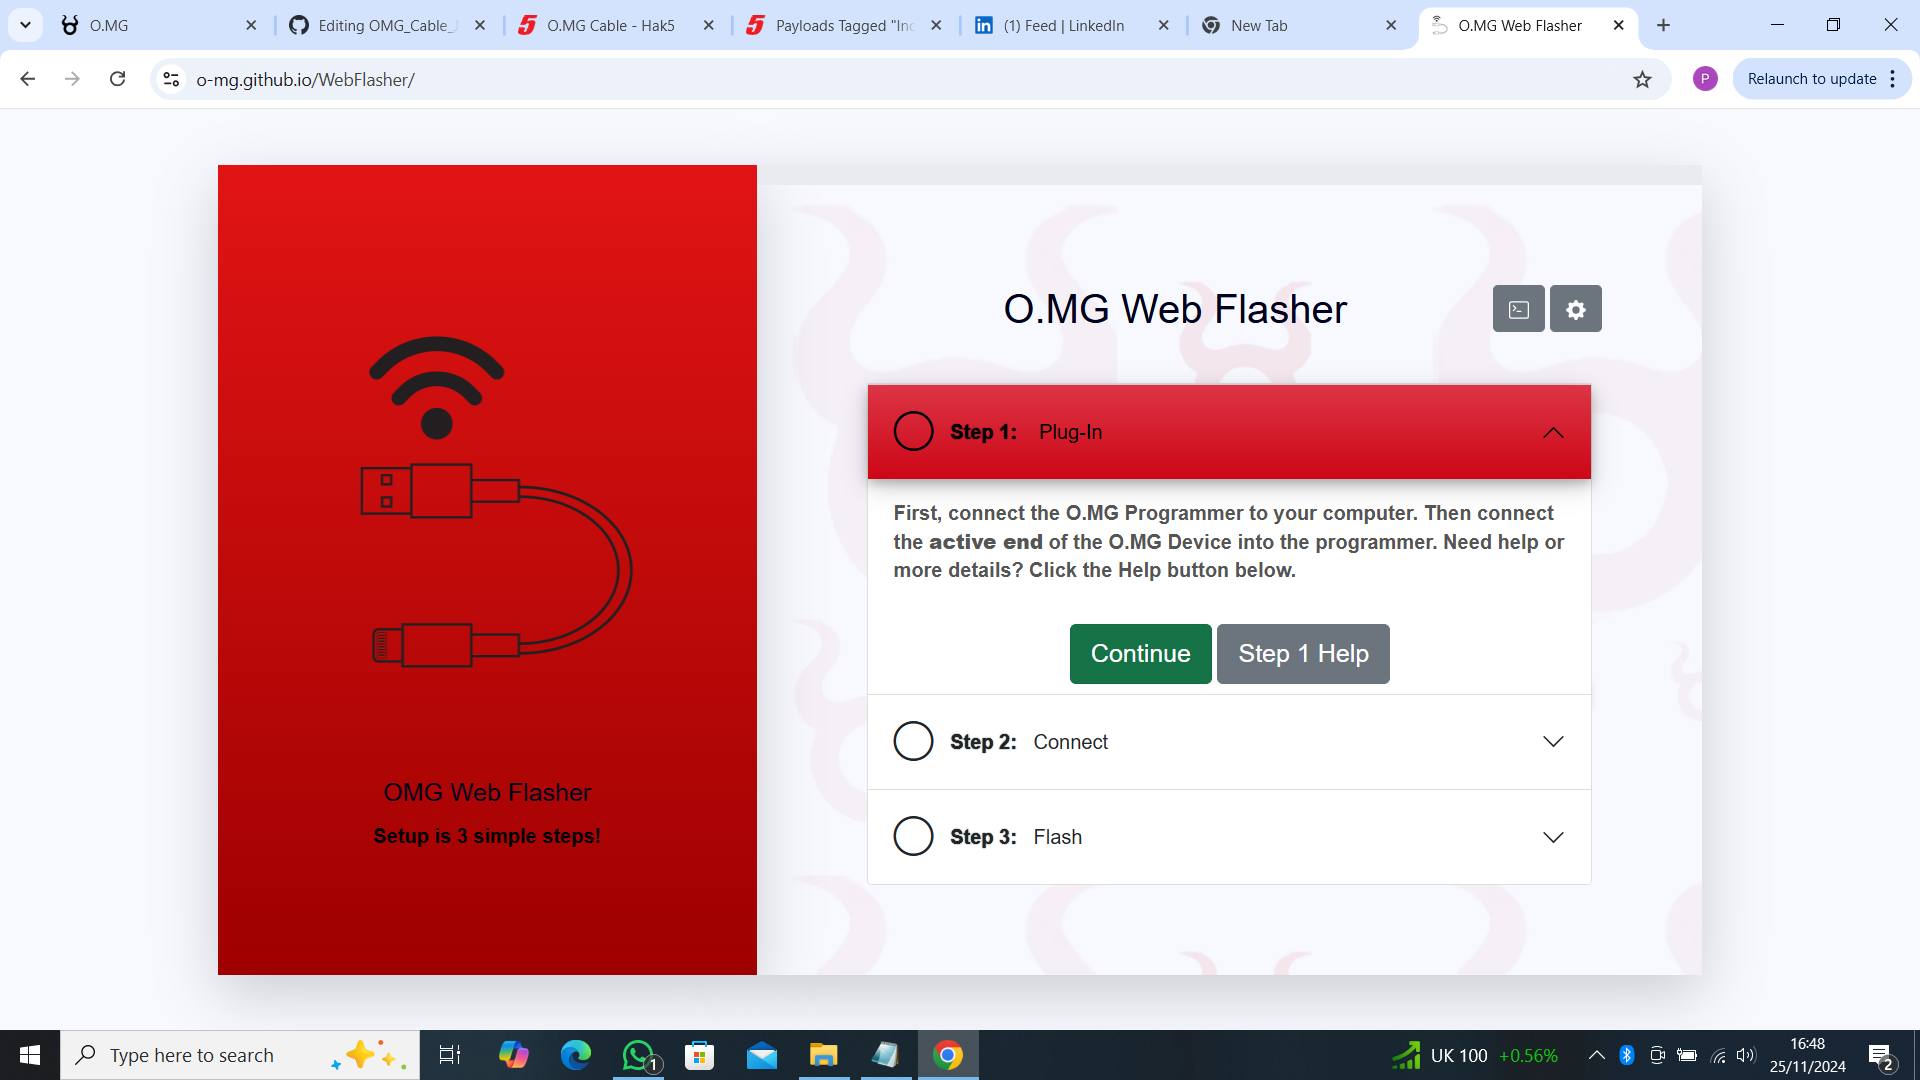 O.MG
Editing OMG_Cable_
O.MG Cable - Hak5
Payloads Tagged "Inc
(1) Feed | LinkedIn
New Tab
O.MG Web Flasher
o-mg.github.io/WebFlasher/
P
Relaunch to update
O.MG Web Flasher
Step 1: Plug-In
First, connect the O.MG Programmer to your computer. Then connect
the active end of the O.MG Device into the programmer. Need help or
more details? Click the Help button below.
Continue
Step 1 Help
Step 2: Connect
Step 3: Flash
OMG Web Flasher
Setup is 3 simple steps!
Type here to search
1
UK 100 +0.56%
16:48
25/11/2024
2